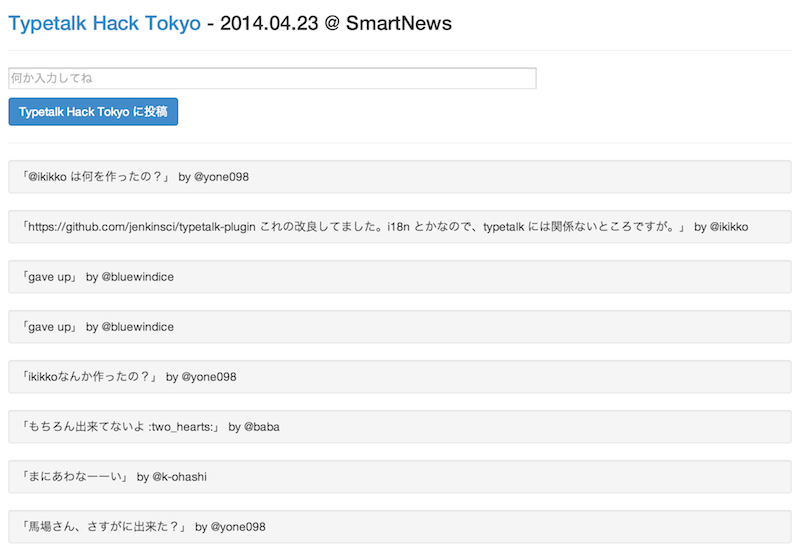 Typetalk Hack Tokyo - 2014.04.23 @ SmartNews
何か入力してね
Typetalk Hack Tokyo に投稿
「@ikikko は何を作ったの？」 by @yone098
「https://github.com/jenkinsci/typetalk-plugin これの改良してました。i18n とかなので、typetalk には関係ないところですが。」 by @ikikko
「gave up」 by @bluewindice
「gave up」 by @bluewindice
「ikikkoなんか作ったの？」 by @yone098
「もちろん出来てないよ :two_hearts:」 by @baba
「まにあわなーーい」 by @k-ohashi
「馬場さん、さすがに出来た？」 by @yone098